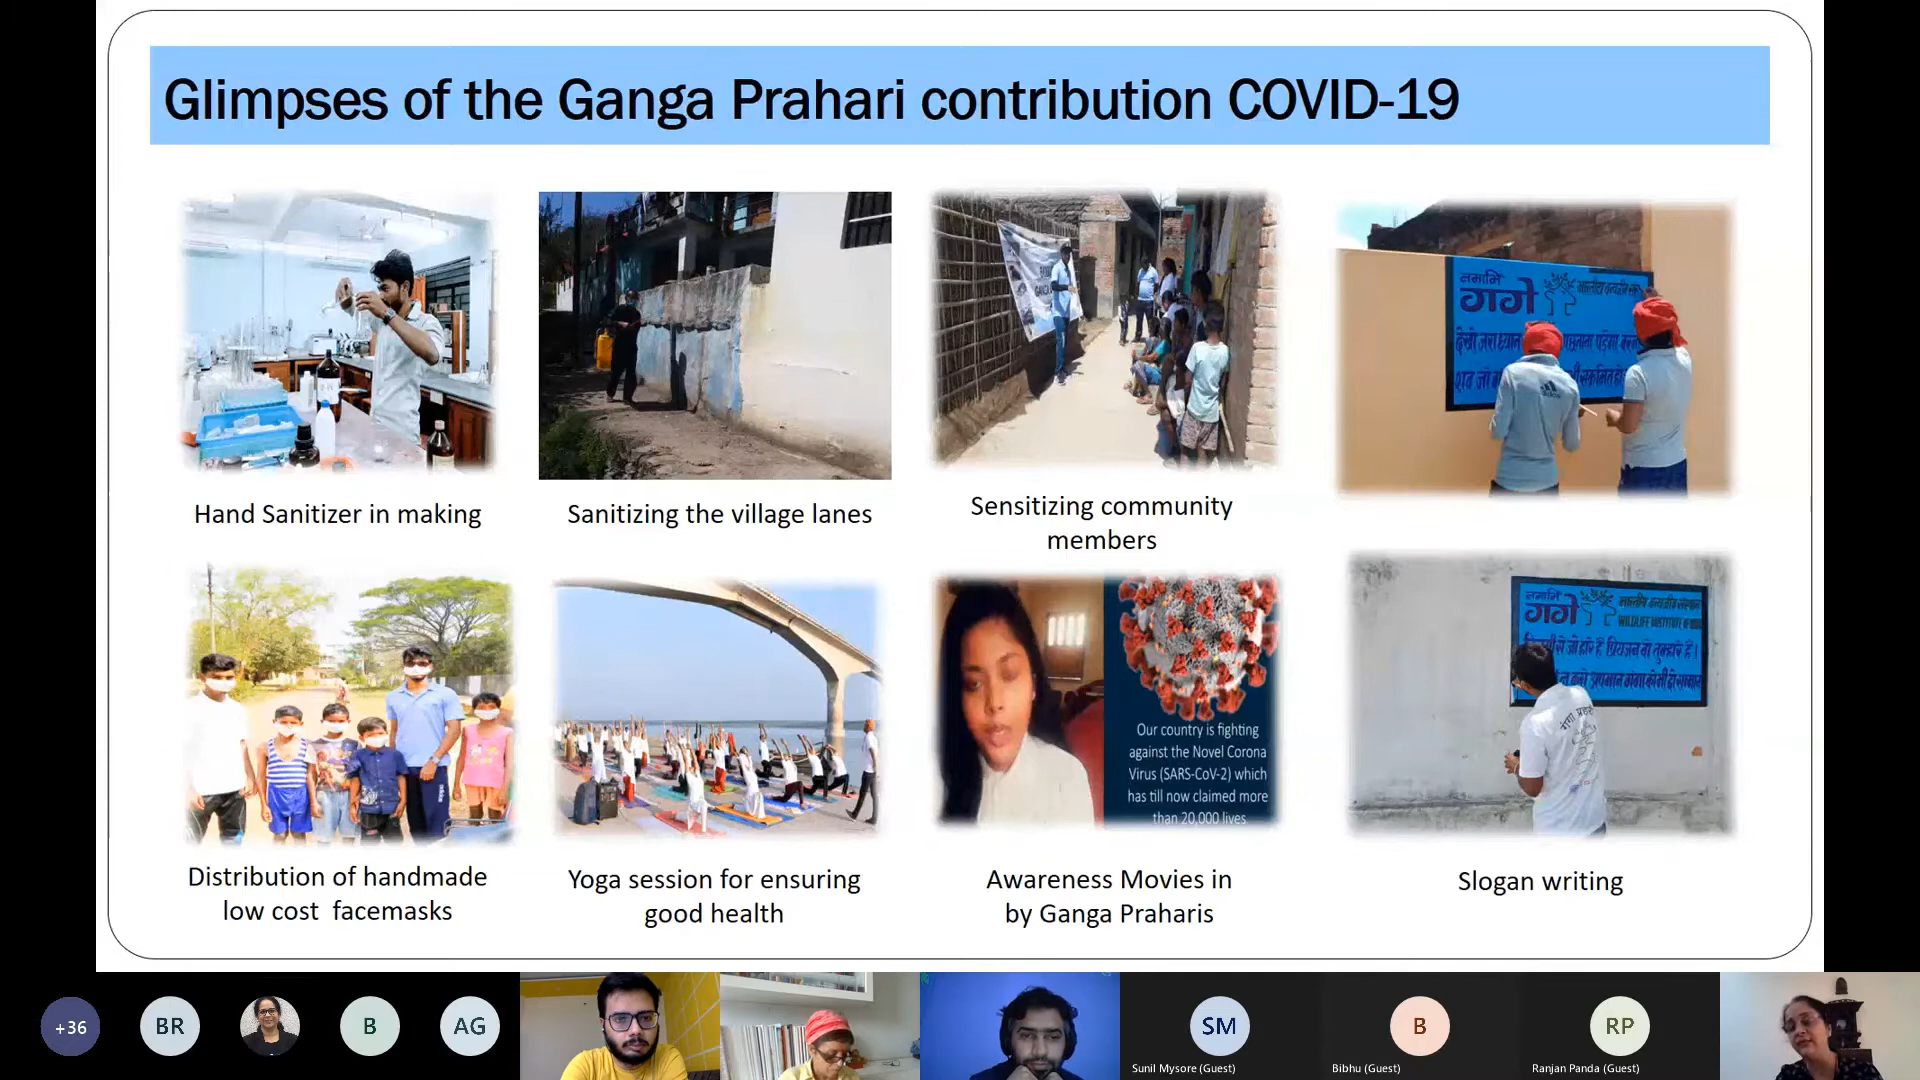 Glimpses of the Ganga Prahari contribution COVID-19
नमामि
गंगे
Hand Sanitizer in making
Sanitizing the village lanes
Sensitizing community
members
नमामि
गंगे
भारतीय वन्यजीव संस्थान
WILDLIFE INSTITUTE OF
Our country is fighting
against the Novel Corona
Virus (SARS-CoV-2) which
has till now claimed more
than 20,000 lives
Distribution of handmade
low cost facemasks
Yoga session for ensuring
good health
Awareness Movies in
by Ganga Praharis
Slogan writing
+36
BR
B
AG
SM
B
RP
Sunil Mysore (Guest)
Bibhu (Guest)
Ranjan Panda (Guest)